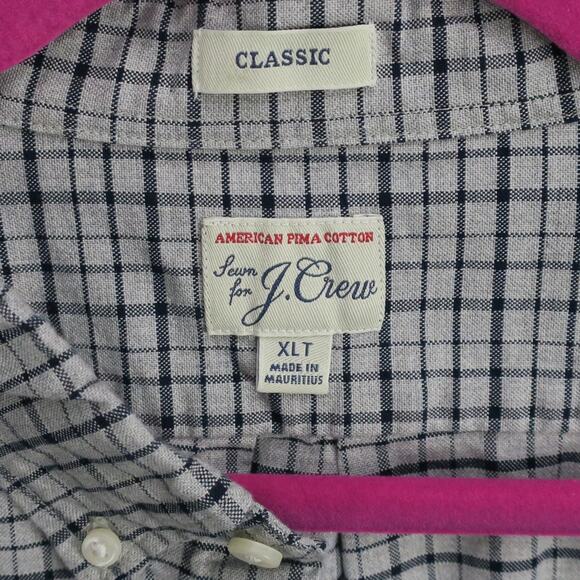 CLASSIC
AMERICAN PIMA COTTON
Sewn
for J.Crew
XLT
MADE IN
MAURITIUS